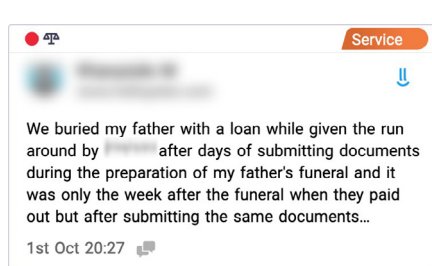 Service
We buried my father with a loan while given the run
around by after days of submitting documents
during the preparation of my father's funeral and it
was only the week after the funeral when they paid
out but after submitting the same documents...
1st Oct 20:27